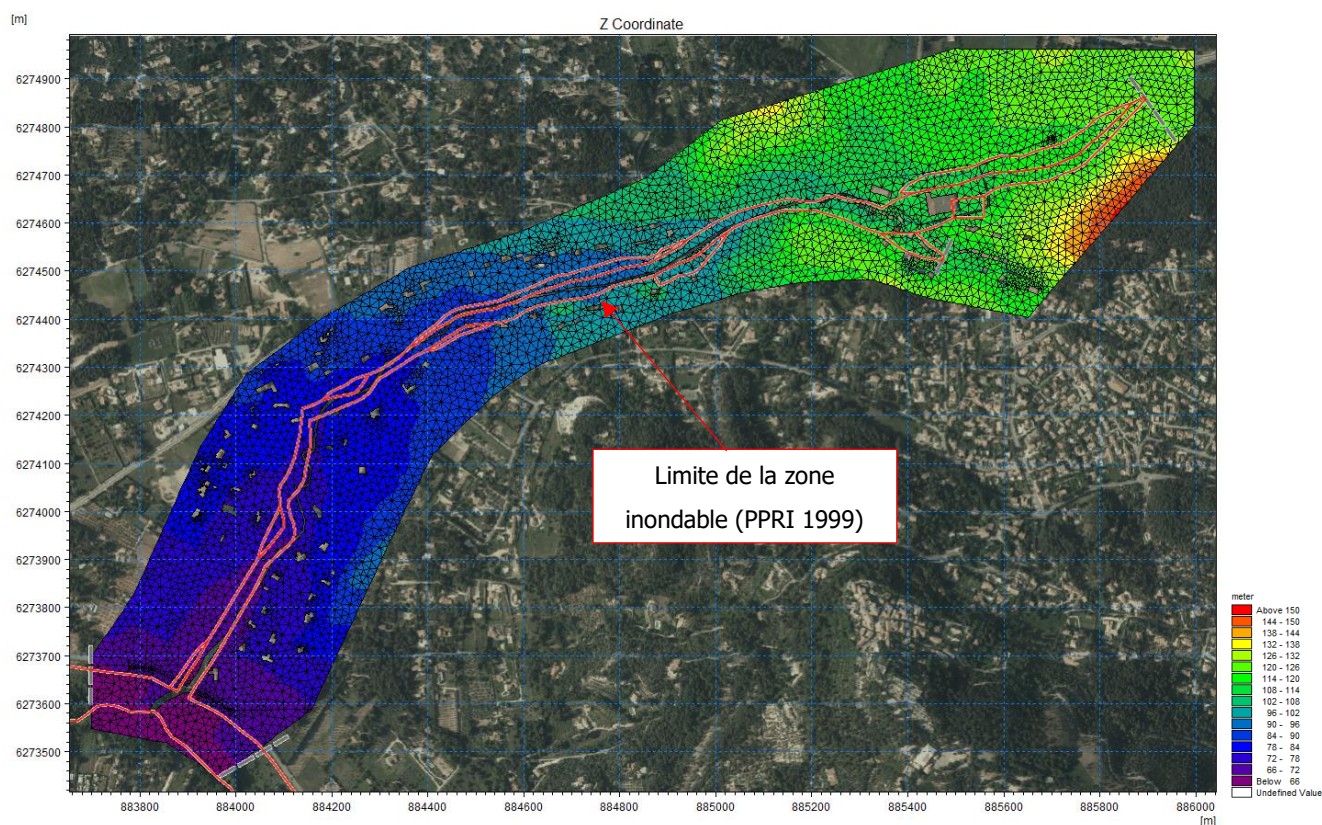 Z Coordinate
[m]
6274900
6274800
6274700
6274600
6274500
6274400
6274300
6274200
6274100
6274000
6273900
6273800
6273700
6273600
6273500
Limite de la zone
inondable (PPRI 1999)
883800 884000 884200 884400 884600 884800 885000 885200 885400 885600 885800 886000
[m]
meter
Above 150
144 - 150
138 - 144
132 - 138
126 - 132
120 - 126
114 - 120
108 - 114
102 - 108
96 - 102
90 - 96
84 - 90
78 - 84
72 - 78
66 - 72
Below 66
Undefined Value